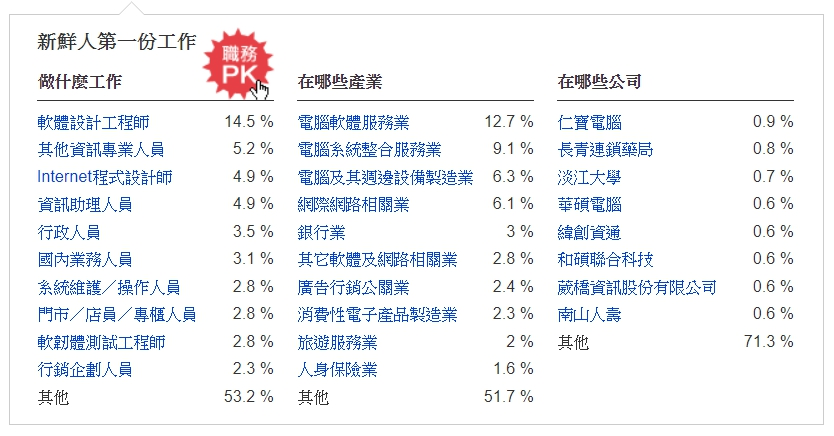 新鮮人第一份工作
職務
PK
做什麼工作
軟體設計工程師 14.5 %
其他資訊專業人員 5.2 %
Internet程式設計師 4.9 %
資訊助理人員 4.9 %
行政人員 3.5 %
國內業務人員 3.1 %
系統維護／操作人員 2.8 %
門市／店員／專櫃人員 2.8 %
軟韌體測試工程師 2.8 %
行銷企劃人員 2.3 %
其他 53.2 %
在哪些產業
電腦軟體服務業 12.7 %
電腦系統整合服務業 9.1 %
電腦及其週邊設備製造業 6.3 %
網際網路相關業 6.1 %
銀行業 3 %
其它軟體及網路相關業 2.8 %
廣告行銷公關業 2.4 %
消費性電子產品製造業 2.3 %
旅遊服務業 2 %
人身保險業 1.6 %
其他 51.7 %
在哪些公司
仁寶電腦 0.9 %
長青連鎖藥局 0.8 %
淡江大學 0.7 %
華碩電腦 0.6 %
緯創資通 0.6 %
和碩聯合科技 0.6 %
蕨橋資訊股份有限公司 0.6 %
南山人壽 0.6 %
其他 71.3 %